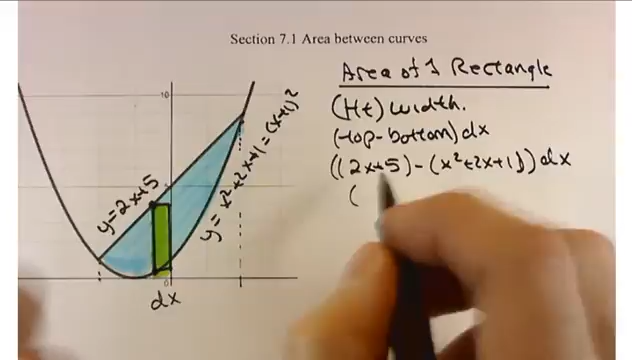 Section 7.1 Area between curves
Area of 1 Rectangle
(Ht) width.
(top-bottom)dx
((2x+5)-(x²+2x+1))dx
(
10
y=2x+5
y=x²+2x+1=(x+1)²
0
dx